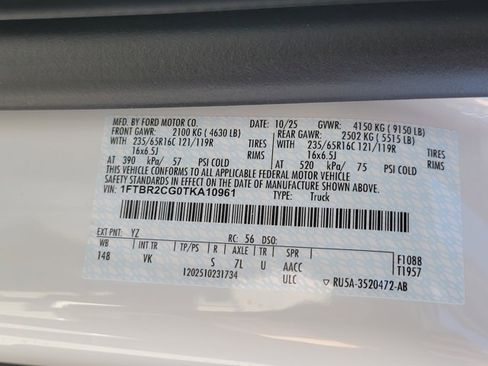 MFD. BY FORD MOTOR CO. DATE: 10/25 GVWR: 4150 KG ( 9150 LB)
FRONT GAWR: 2100 KG ( 4630 LB) REAR GAWR: 2502 KG ( 5515 LB)
WITH 235/65R16C 121/119R TIRES WITH 235/65R16C 121/119R TIRES
16x6.5J RIMS 16x6.5J RIMS
AT 390 kPa/ 57 PSI COLD AT 520 kPa/ 75 PSI COLD
THIS VEHICLE CONFORMS TO ALL APPLICABLE FEDERAL MOTOR VEHICLE
SAFETY STANDARDS IN EFFECT ON THE DATE OF MANUFACTURE SHOWN ABOVE.
VIN: 1FTBR2CG0TKA10961 TYPE: Truck
EXT PNT: YZ RC: 56 DSO:
WB INT TR TP/PS R AXLE TR SPR F1088
148 VK S 7L U AACC T1957
1202510231734 ULC ▽ RU5A-3520472-AB